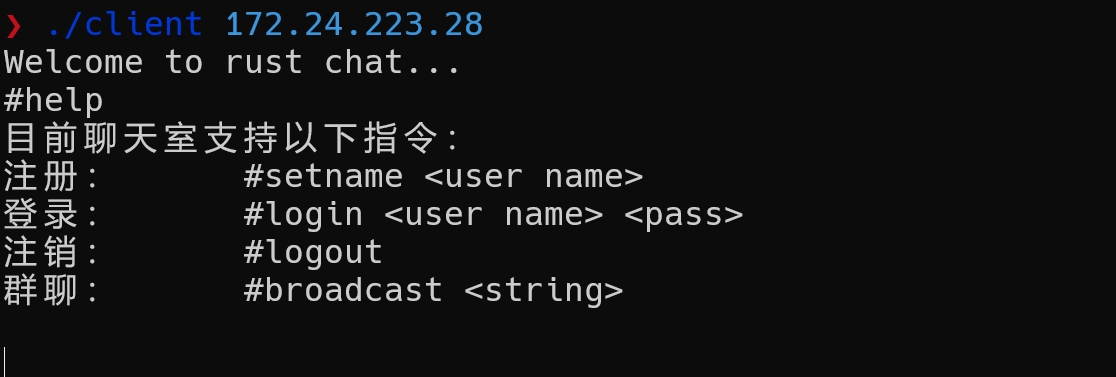 ❯ ./client 172.24.223.28
Welcome to rust chat...
#help
目前聊天室支持以下指令：
注册： #setname <user name>
登录： #login <user name> <pass>
注销： #logout
群聊： #broadcast <string>